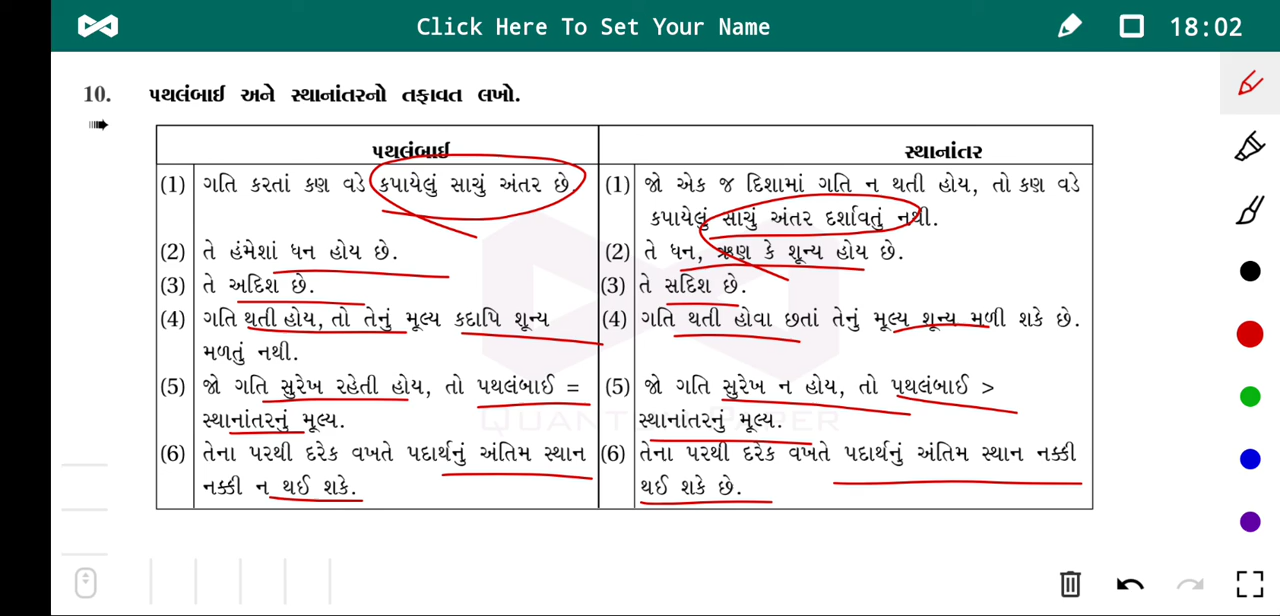 Click Here To Set Your Name
18:02
10. પથલંબાઈ અને સ્થાનાંતરનો તફાવત લખો.
પથલંબાઈ
સ્થાનાંતર
(1) ગતિ કરતાં કણ વડે કપાયેલું સાચું અંતર છે.
(1) જો એક જ દિશામાં ગતિ ન થતી હોય, તો કણ વડે
કપાયેલું સાચું અંતર દર્શાવતું નથી.
(2) તે હંમેશાં ધન હોય છે.
(2) તે ધન, ઋણ કે શૂન્ય હોય છે.
(3) તે અદિશ છે.
(3) તે સદિશ છે.
(4) ગતિ થતી હોય, તો તેનું મૂલ્ય કદાપિ શૂન્ય
મળતું નથી.
(4) ગતિ થતી હોવા છતાં તેનું મૂલ્ય શૂન્ય મળી શકે છે.
(5) જો ગતિ સુરેખ રહેતી હોય, તો પથલંબાઈ =
સ્થાનાંતરનું મૂલ્ય.
(5) જો ગતિ સુરેખ ન હોય, તો પથલંબાઈ >
સ્થાનાંતરનું મૂલ્ય.
(6) તેના પરથી દરેક વખતે પદાર્થનું અંતિમ સ્થાન
નક્કી ન થઈ શકે.
(6) તેના પરથી દરેક વખતે પદાર્થનું અંતિમ સ્થાન નક્કી
થઈ શકે છે.